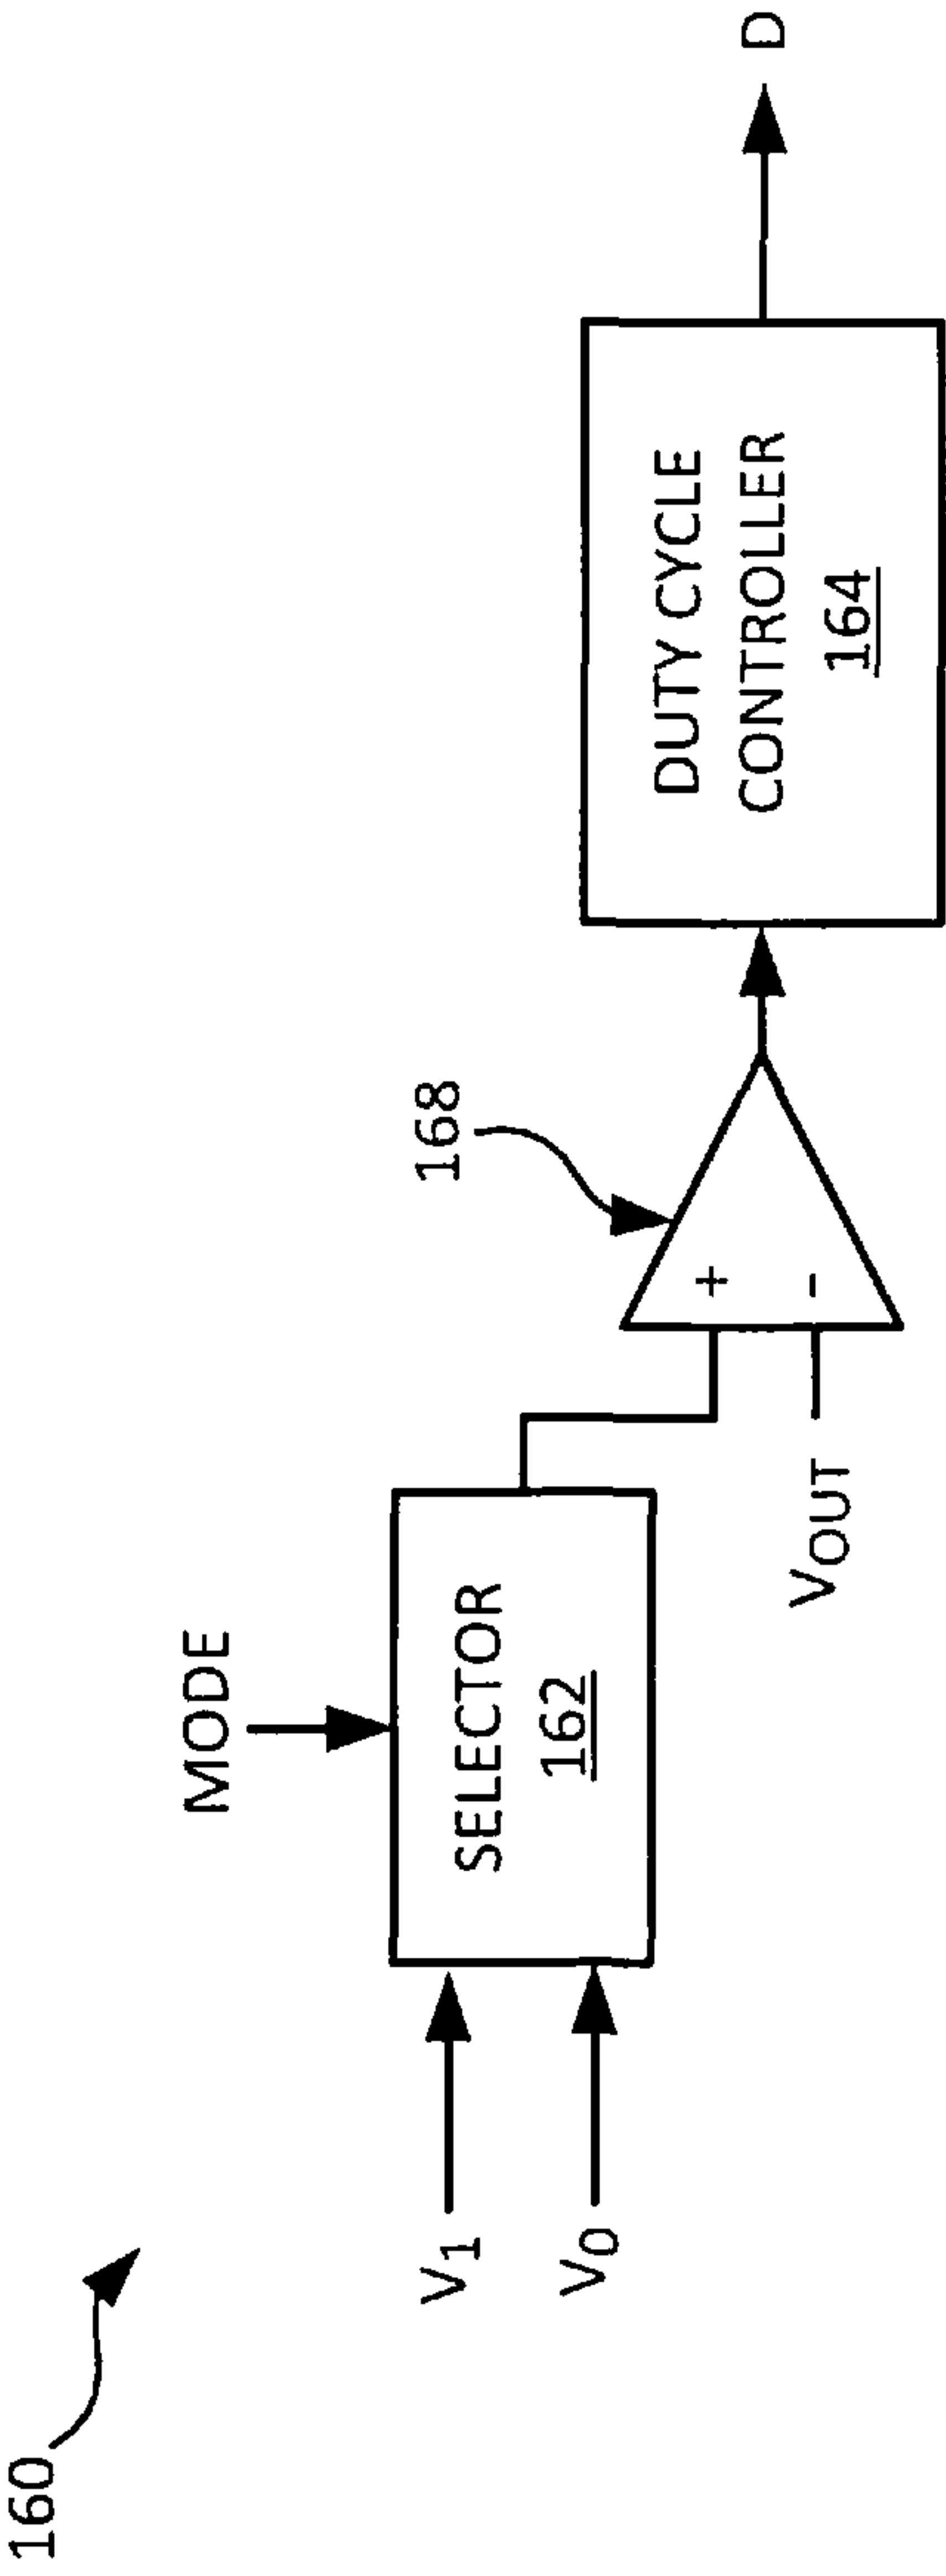 160
MODE
V1
V0
SELECTOR
162
VOUT
168
+
-
DUTY CYCLE
CONTROLLER
164
D